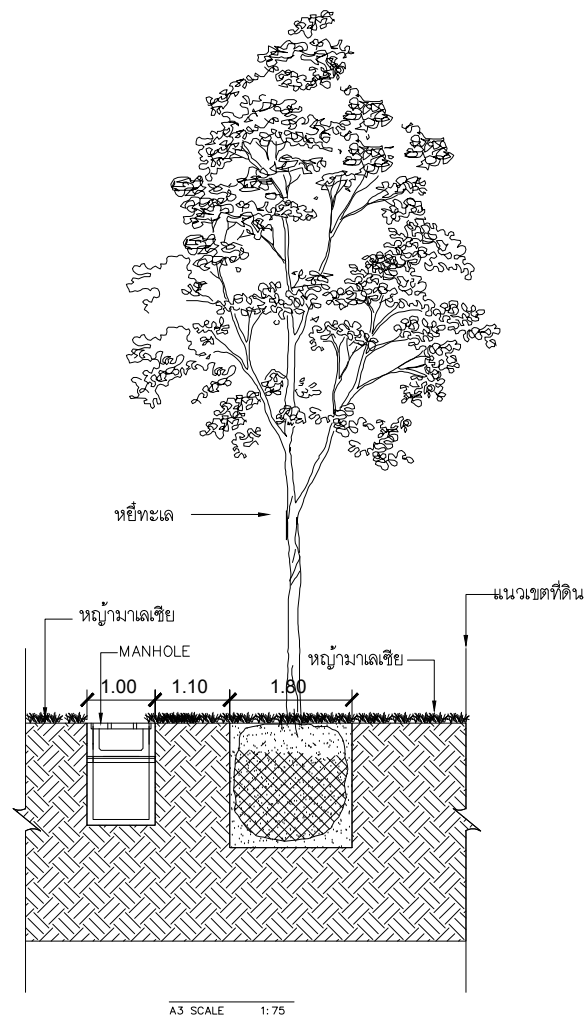 หยี๋ทะเล
แนวเขตที่ดิน
หญ้ามาเลเซีย
MANHOLE
หญ้ามาเลเซีย
1.00 1.10 1.80
A3 SCALE 1:75